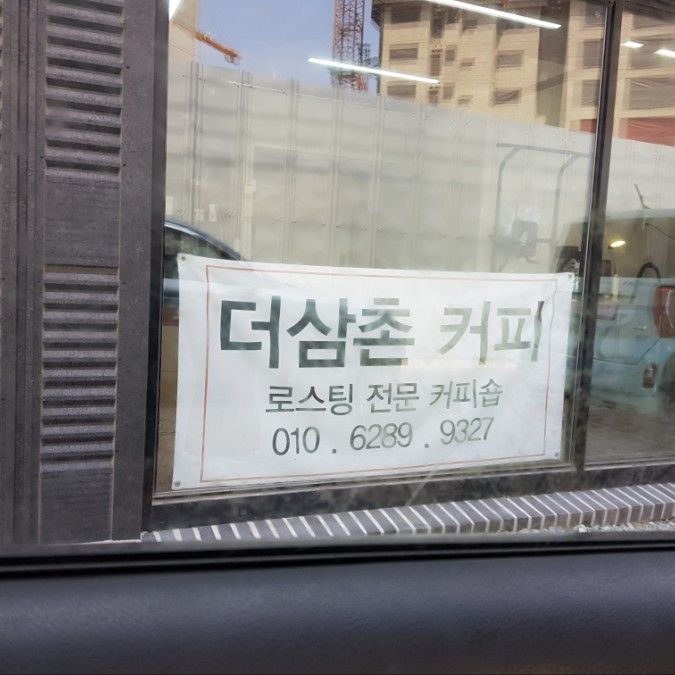 더삼촌 커피
로스팅 전문 커피숍
010 . 6289 . 9327